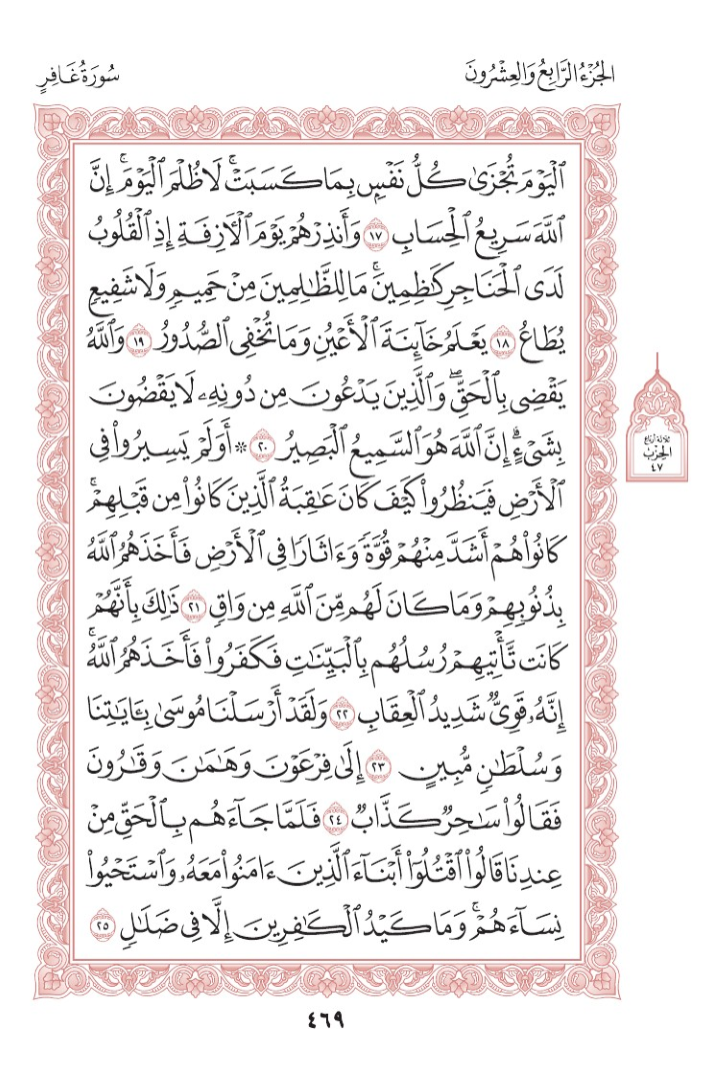 الجُزْءُ الرَّابِعُ وَالعِشْرُونَ
سُورَةُ غَافِرٍ
ٱلۡيَوۡمَ تُجۡزَىٰ كُلُّ نَفۡسِۭ بِمَا كَسَبَتۡۚ لَا ظُلۡمَ ٱلۡيَوۡمَۚ إِنَّ
ٱللَّهَ سَرِيعُ ٱلۡحِسَابِ ١٧ وَأَنذِرۡهُمۡ يَوۡمَ ٱلۡأٓزِفَةِ إِذِ ٱلۡقُلُوبُ
لَدَى ٱلۡحَنَاجِرِ كَٰظِمِينَۚ مَا لِلظَّٰلِمِينَ مِنۡ حَمِيمٖ وَلَا شَفِيعٖ
يُطَاعُ ١٨ يَعۡلَمُ خَآئِنَةَ ٱلۡأَعۡيُنِ وَمَا تُخۡفِي ٱلصُّدُورُ ١٩ وَٱللَّهُ
يَقۡضِي بِٱلۡحَقِّۖ وَٱلَّذِينَ يَدۡعُونَ مِن دُونِهِۦ لَا يَقۡضُونَ
بِشَيۡءٍۗ إِنَّ ٱللَّهَ هُوَ ٱلسَّمِيعُ ٱلۡبَصِيرُ ٢٠ * أَوَلَمۡ يَسِيرُواْ فِي
ٱلۡأَرۡضِ فَيَنظُرُواْ كَيۡفَ كَانَ عَٰقِبَةُ ٱلَّذِينَ كَانُواْ مِن قَبۡلِهِمۡۚ
كَانُواْ هُمۡ أَشَدَّ مِنۡهُمۡ قُوَّةٗ وَءَاثَارٗا فِي ٱلۡأَرۡضِ فَأَخَذَهُمُ ٱللَّهُ
بِذُنُوبِهِمۡ وَمَا كَانَ لَهُم مِّنَ ٱللَّهِ مِن وَاقٖ ٢١ ذَٰلِكَ بِأَنَّهُمۡ
كَانَت تَّأۡتِيهِمۡ رُسُلُهُم بِٱلۡبَيِّنَٰتِ فَكَفَرُواْ فَأَخَذَهُمُ ٱللَّهُۚ
إِنَّهُۥ قَوِيّٞ شَدِيدُ ٱلۡعِقَابِ ٢٢ وَلَقَدۡ أَرۡسَلۡنَا مُوسَىٰ بِـَٔايَٰتِنَا
وَسُلۡطَٰنٖ مُّبِينٍ ٢٣ إِلَىٰ فِرۡعَوۡنَ وَهَٰمَٰنَ وَقَٰرُونَ
فَقَالُواْ سَٰحِرٞ كَذَّابٞ ٢٤ فَلَمَّا جَآءَهُم بِٱلۡحَقِّ مِنۡ
عِندِنَا قَالُواْ ٱقۡتُلُوٓاْ أَبۡنَآءَ ٱلَّذِينَ ءَامَنُواْ مَعَهُۥ وَٱسۡتَحۡيُواْ
نِسَآءَهُمۡۚ وَمَا كَيۡدُ ٱلۡكَٰفِرِينَ إِلَّا فِي ضَلَٰلٖ ٢٥
ثلاثة أرباع
الحِزْب
٤٧
٤٦٩